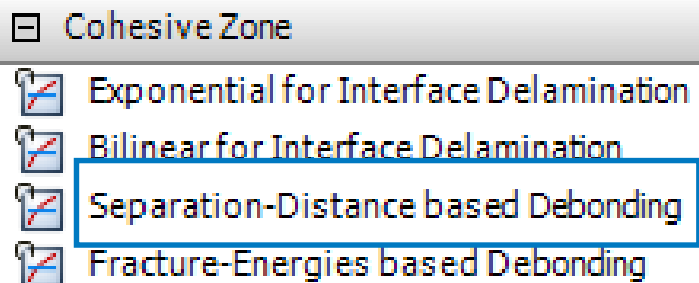 Cohesive Zone
Exponential for Interface Delamination
Bilinear for Interface Delamination
Separation-Distance based Debonding
Fracture-Energies based Debonding